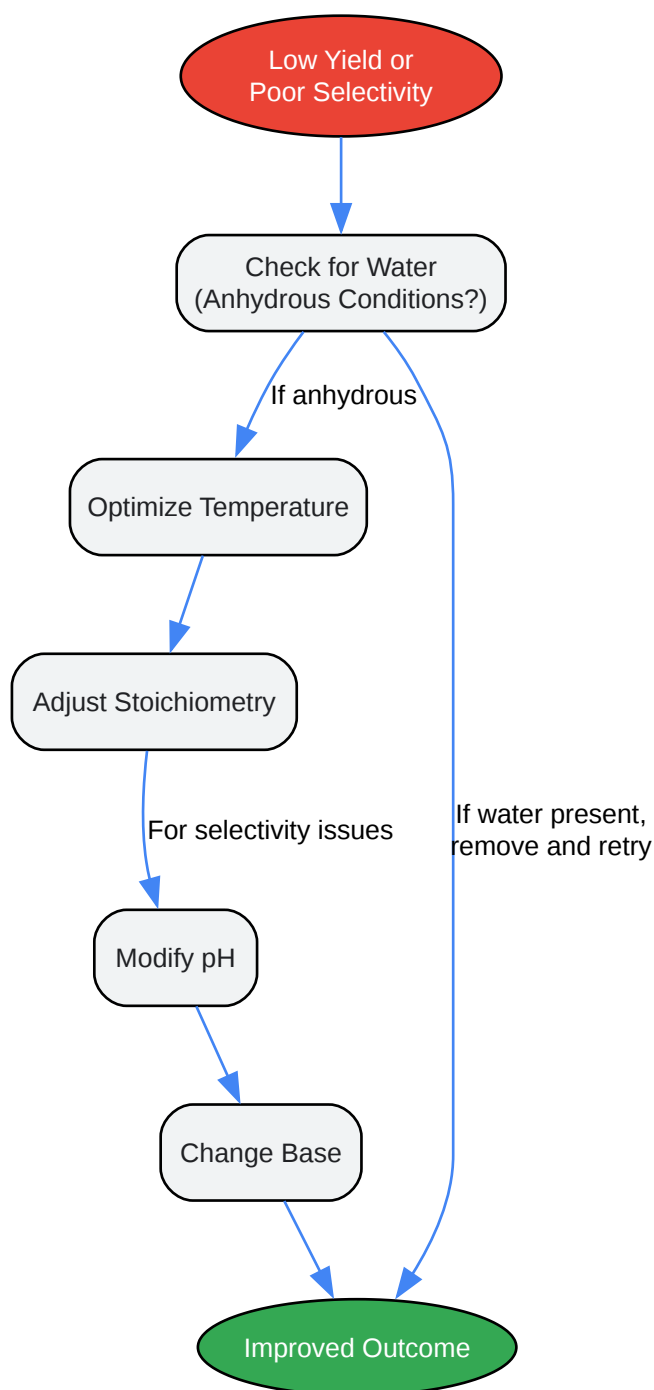 Low Yield or
Poor Selectivity
Check for Water
(Anhydrous Conditions?)
If anhydrous
Optimize Temperature
Adjust Stoichiometry
For selectivity issues
If water present,
remove and retry
Modify pH
Change Base
Improved Outcome